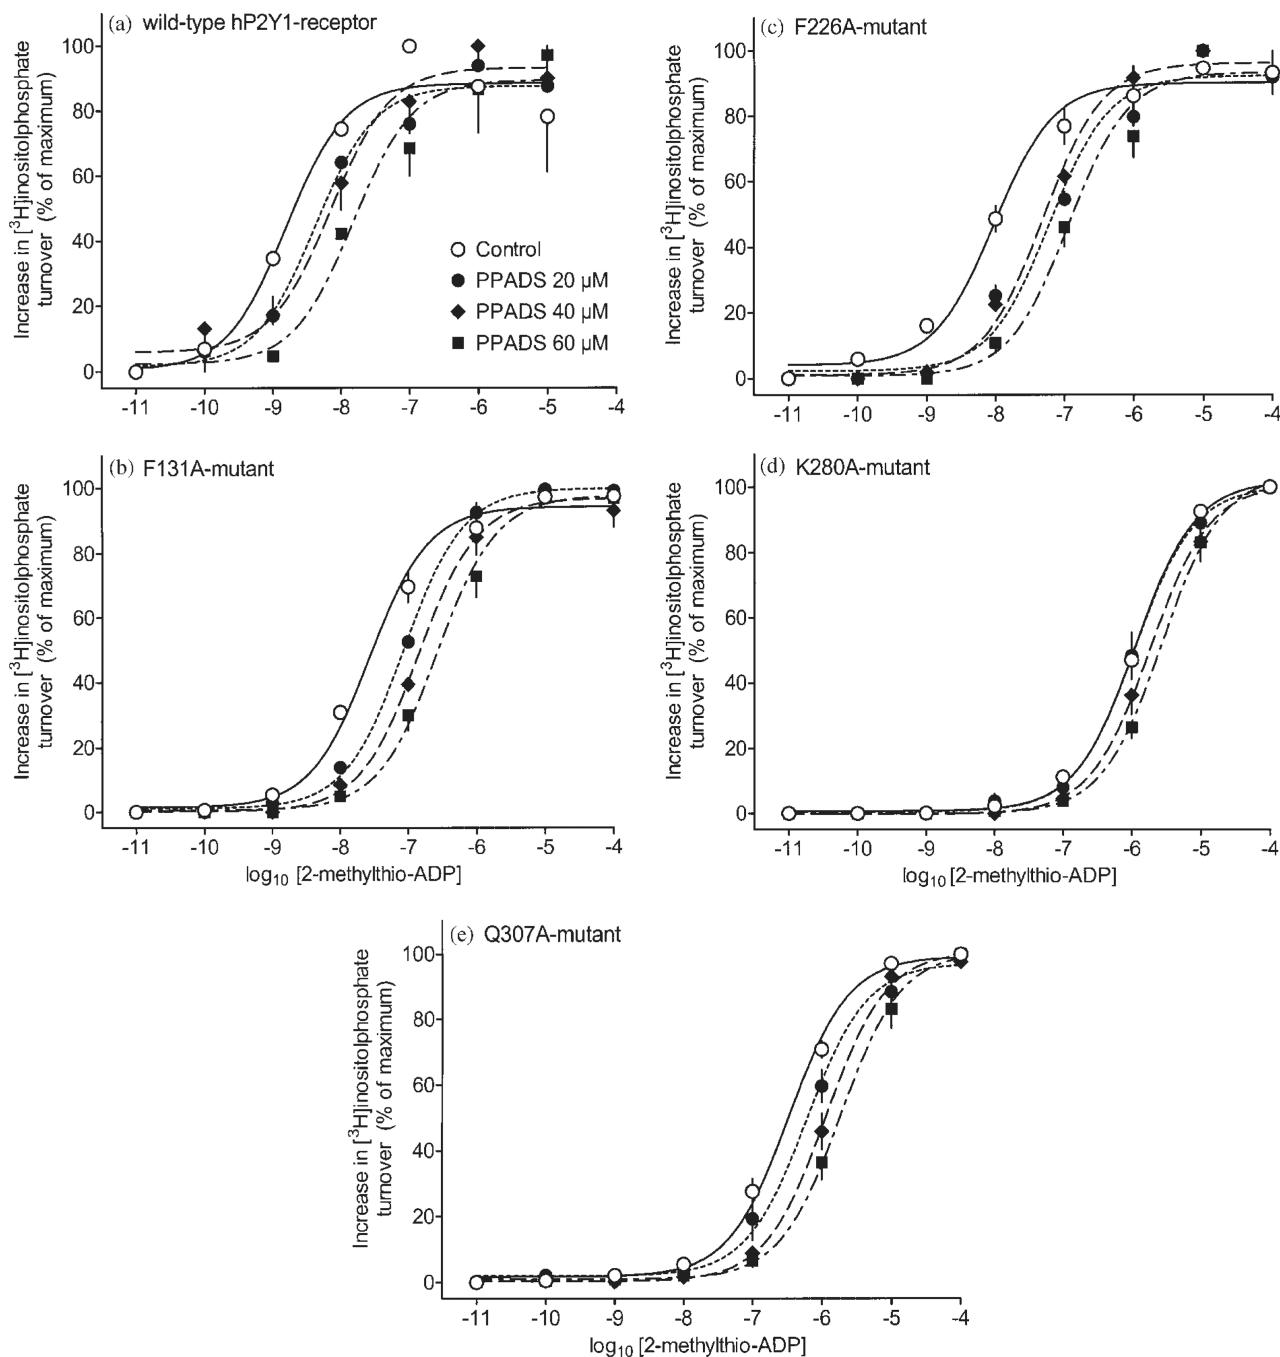 (a) wild-type hP2Y1-receptor
Increase in [³H]inositolphosphate
turnover (% of maximum)
100
80
60
40
20
0
Control
PPADS 20 µM
PPADS 40 µM
PPADS 60 µM
-11 -10 -9 -8 -7 -6 -5 -4
(c) F226A-mutant
Increase in [³H]inositolphosphate
turnover (% of maximum)
100
80
60
40
20
0
-11 -10 -9 -8 -7 -6 -5 -4
(b) F131A-mutant
Increase in [³H]inositolphosphate
turnover (% of maximum)
100
80
60
40
20
0
-11 -10 -9 -8 -7 -6 -5 -4
log₁₀ [2-methylthio-ADP]
(d) K280A-mutant
Increase in [³H]inositolphosphate
turnover (% of maximum)
100
80
60
40
20
0
-11 -10 -9 -8 -7 -6 -5 -4
log₁₀ [2-methylthio-ADP]
(e) Q307A-mutant
Increase in [³H]inositolphosphate
turnover (% of maximum)
100
80
60
40
20
0
-11 -10 -9 -8 -7 -6 -5 -4
log₁₀ [2-methylthio-ADP]